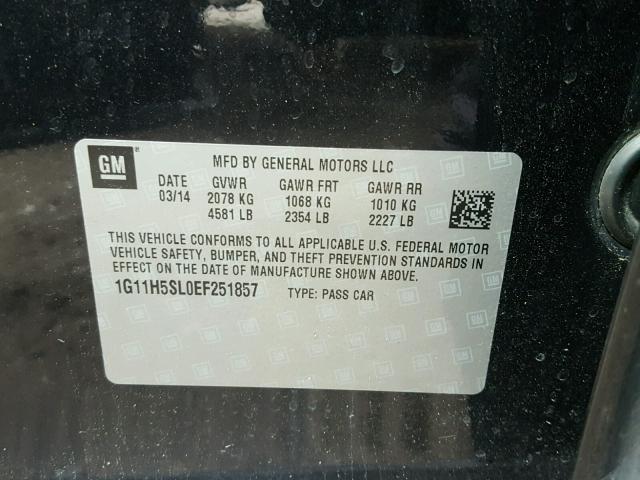 GM
MFD BY GENERAL MOTORS LLC
DATE GVWR GAWR FRT GAWR RR
03/14 2078 KG 1068 KG 1010 KG
4581 LB 2354 LB 2227 LB
THIS VEHICLE CONFORMS TO ALL APPLICABLE U.S. FEDERAL MOTOR
VEHICLE SAFETY, BUMPER, AND THEFT PREVENTION STANDARDS IN
EFFECT ON THE DATE OF MANUFACTURE SHOWN ABOVE.
1G11H5SL0EF251857 TYPE: PASS CAR